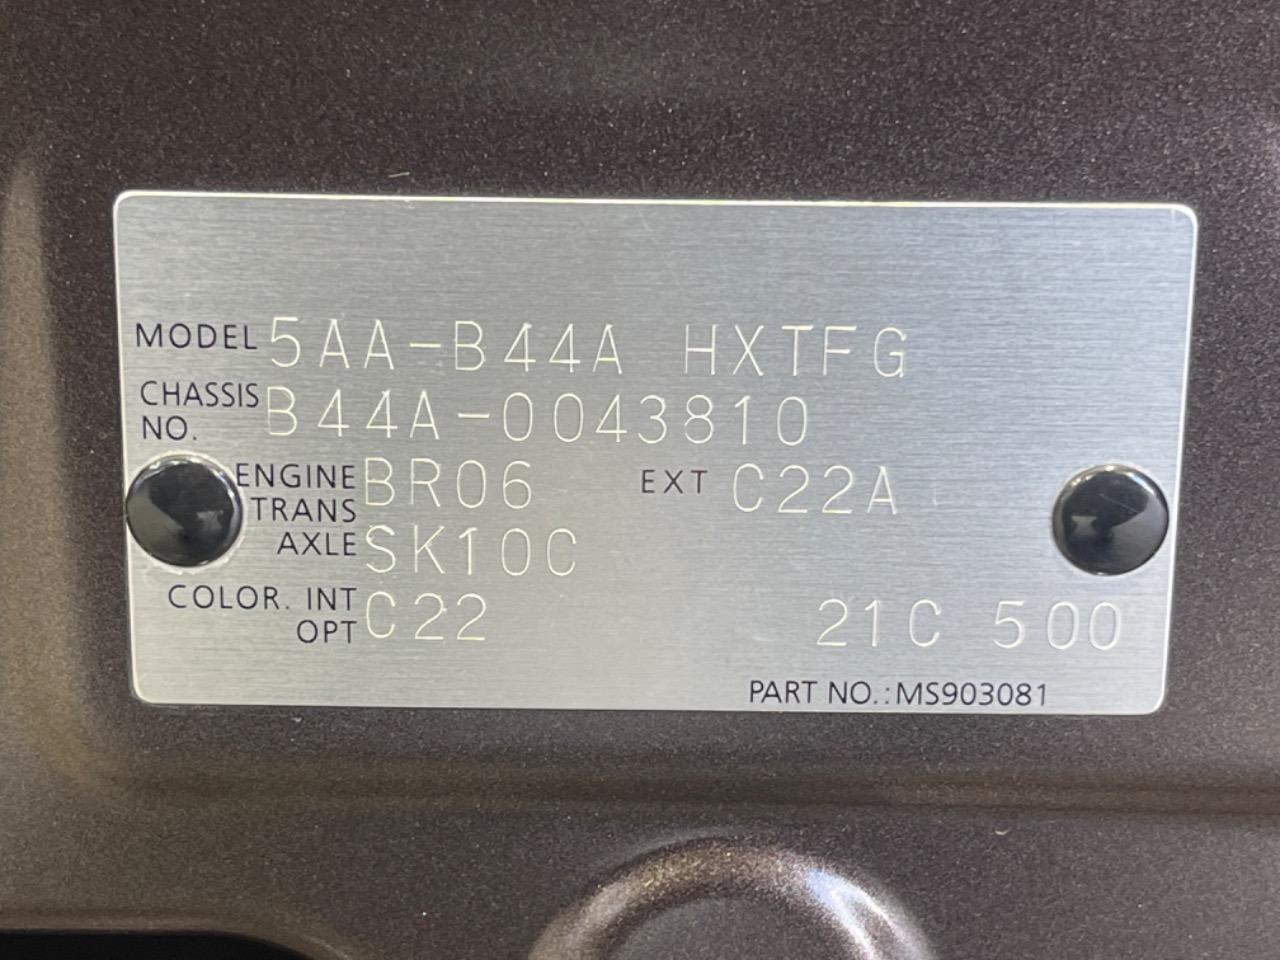 MODEL 5AA-B44A HXTFG
CHASSIS NO. B44A-0043810
ENGINE BR06 EXT C22A
TRANS AXLE SK10C
COLOR. INT OPT C22 21C 500
PART NO.:MS903081